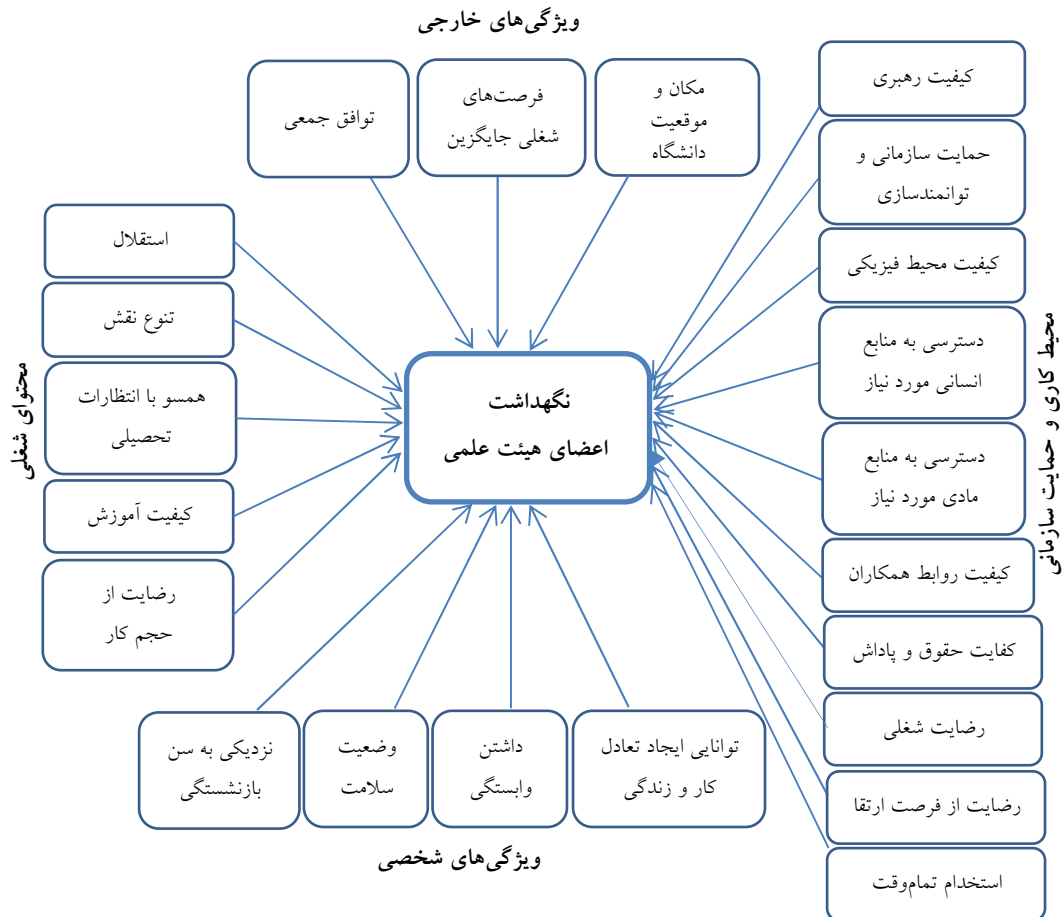 ویژگی‌های خارجی
مکان و
موقعیت
دانشگاه
فرصت‌های
شغلی جایگزین
توافق جمعی
کیفیت رهبری
حمایت سازمانی و
توانمندسازی
کیفیت محیط فیزیکی
دسترسی به منابع
انسانی مورد نیاز
دسترسی به منابع
مادی مورد نیاز
کیفیت روابط همکاران
کفایت حقوق و پاداش
رضایت شغلی
رضایت از فرصت ارتقا
استخدام تمام‌وقت
محیط کاری و حمایت سازمانی
نگهداشت
اعضای هیئت علمی
استقلال
تنوع نقش
همسو با انتظارات
تحصیلی
کیفیت آموزش
رضایت از
حجم کار
محتوای شغلی
توانایی ایجاد تعادل
کار و زندگی
داشتن
وابستگی
وضعیت
سلامت
نزدیکی به سن
بازنشستگی
ویژگی‌های شخصی